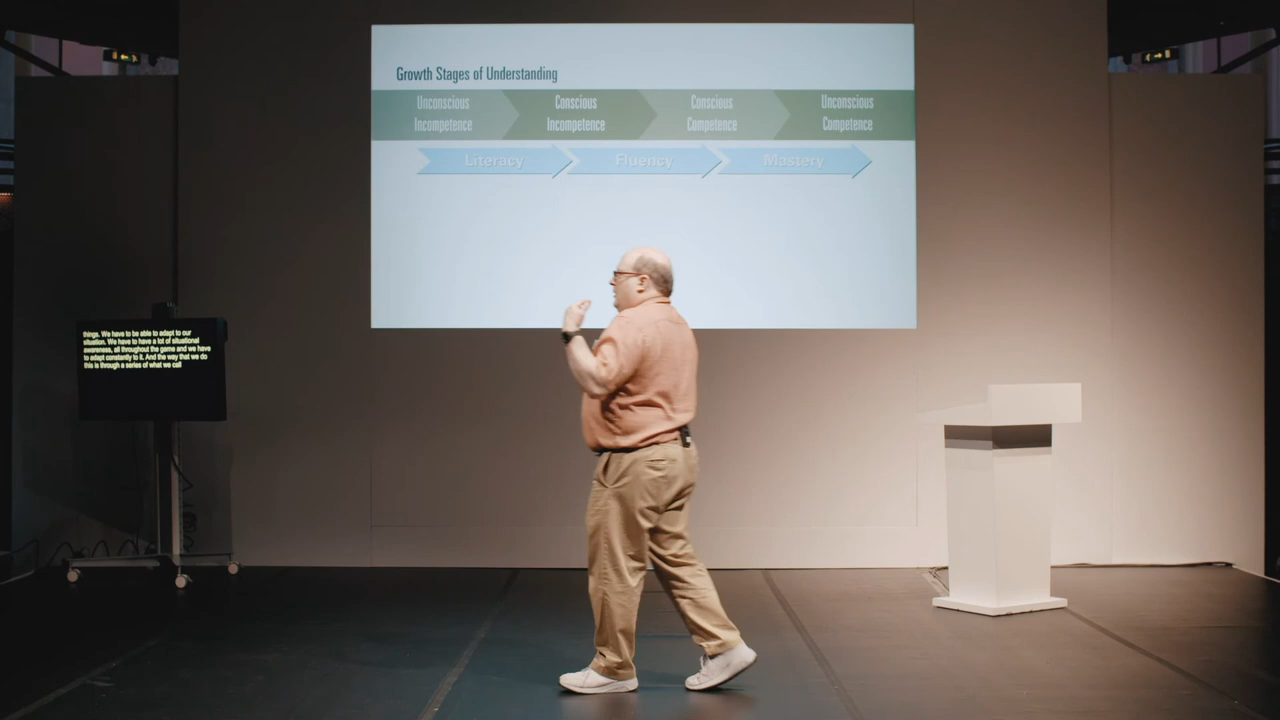 Growth Stages of Understanding
Unconscious
Incompetence
Conscious
Incompetence
Conscious
Competence
Unconscious
Competence
Literacy
Fluency
Mastery
things. We have to be able to adapt to our
situation. We have to have a lot of situational
awareness, all throughout the game and we have
to adapt constantly to it. And the way that we do
this is through a series of what we call